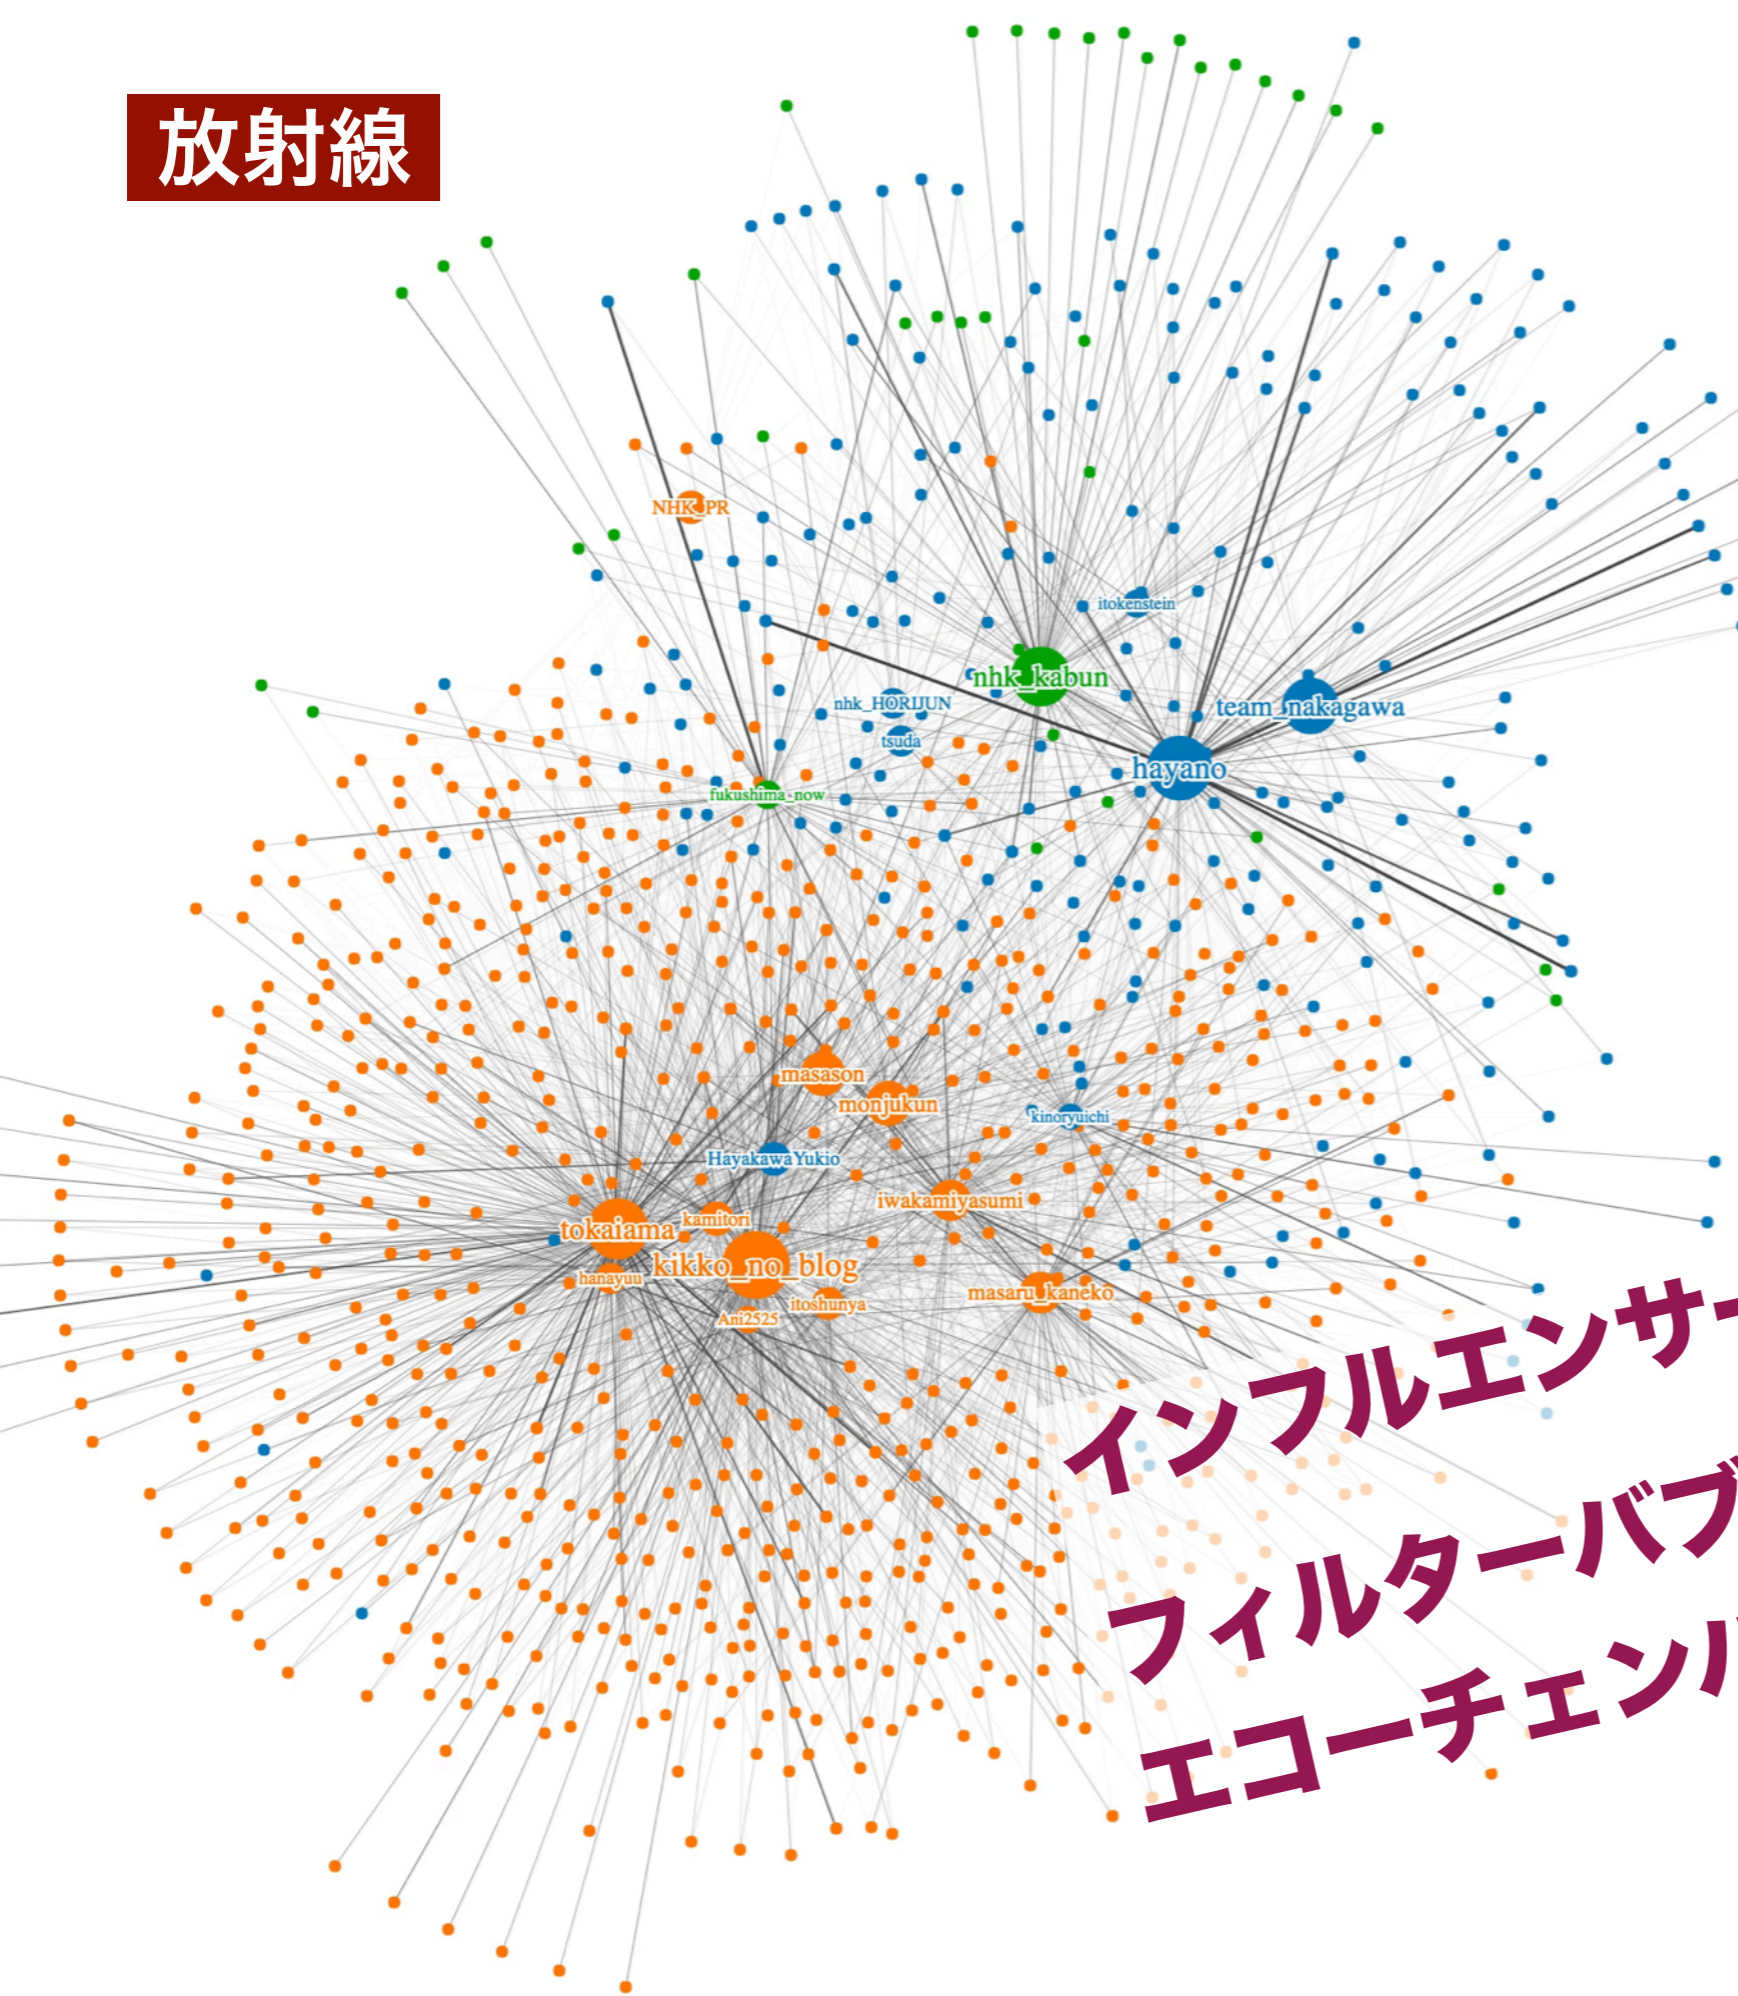 放射線
NHK_PR
itokenstein
nhk_kabun
nhk_HORIJUN
team_nakagawa
tsuda
hayano
fukushima_now
masason
monjukun
kinoryuichi
HayakawaYukio
iwakamiyasumi
kamitori
tokaiama
kikko_no_blog
hanayuu
masaru_kaneko
itoshunya
Ani2525
インフルエンサー
フィルターバブ
エコーチェンバ